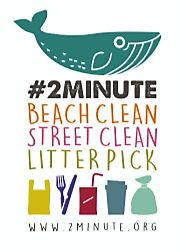 #2MINUTE
BEACH CLEAN
STREET CLEAN
LITTER PICK
WWW.2MINUTE.ORG